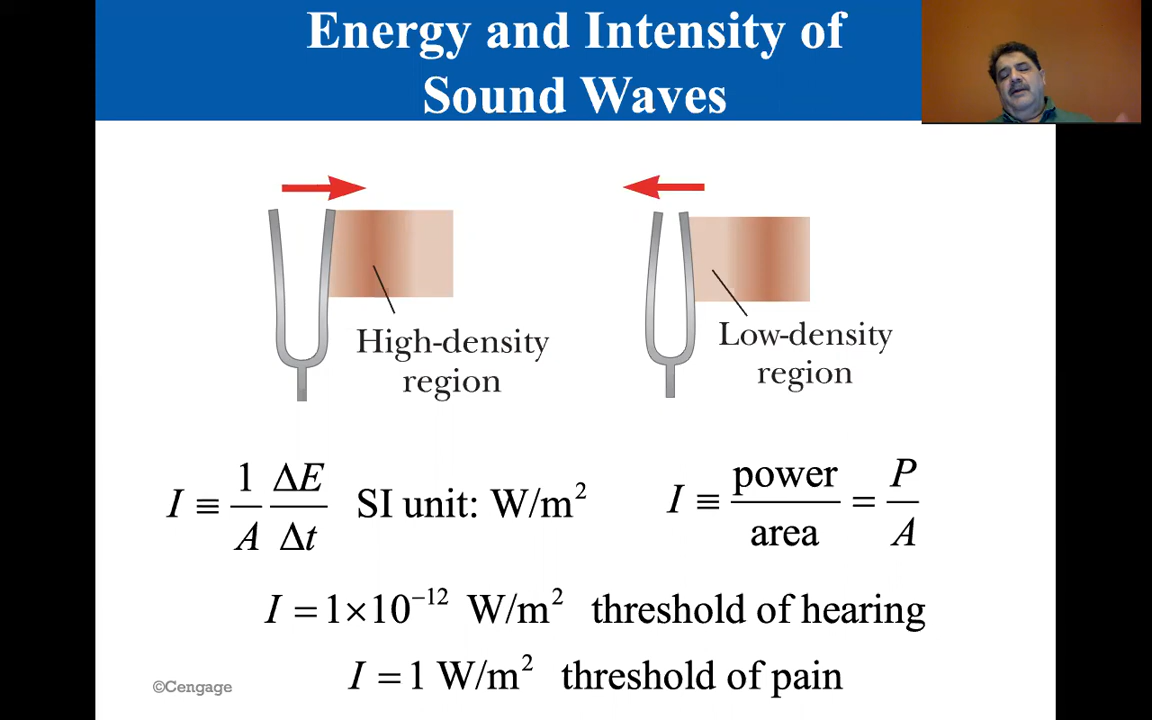 Energy and Intensity of
Sound Waves
High-density
region
Low-density
region
I ≡ 1/A ΔE/Δt SI unit: W/m²
I ≡ power/area = P/A
I = 1×10⁻¹² W/m² threshold of hearing
I = 1 W/m² threshold of pain
©Cengage